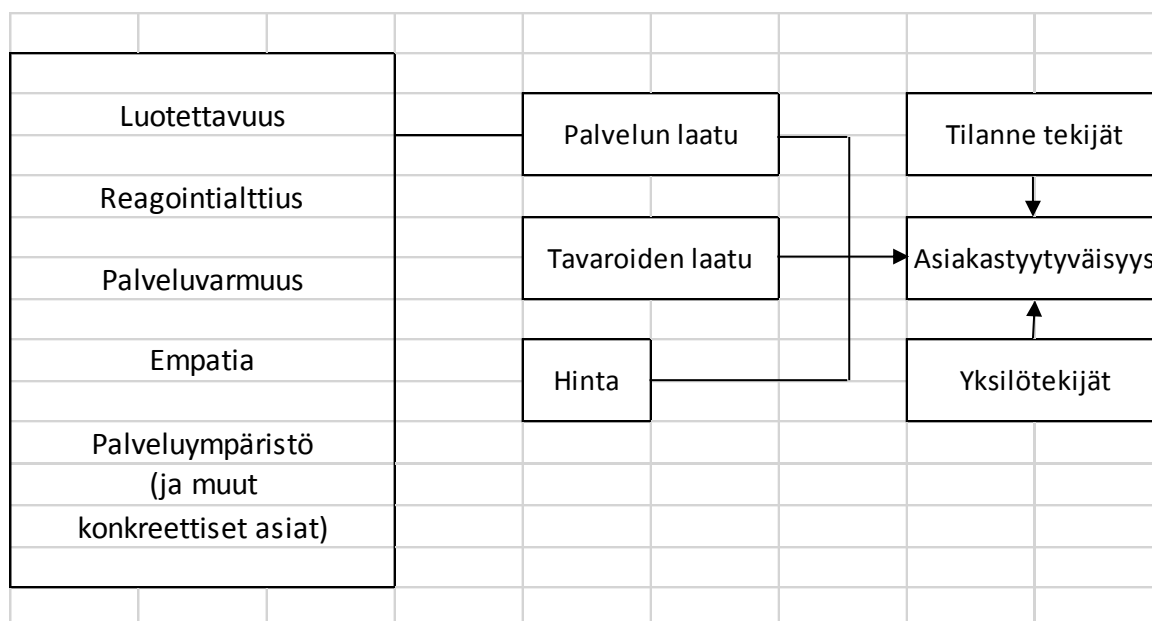 Luotettavuus
Reagointialttius
Palveluvarmuus
Empatia
Palveluympäristö
(ja muut
konkreettiset asiat)
Palvelun laatu
Tavaroiden laatu
Hinta
Tilanne tekijät
Asiakastyytyväisyys
Yksilötekijät